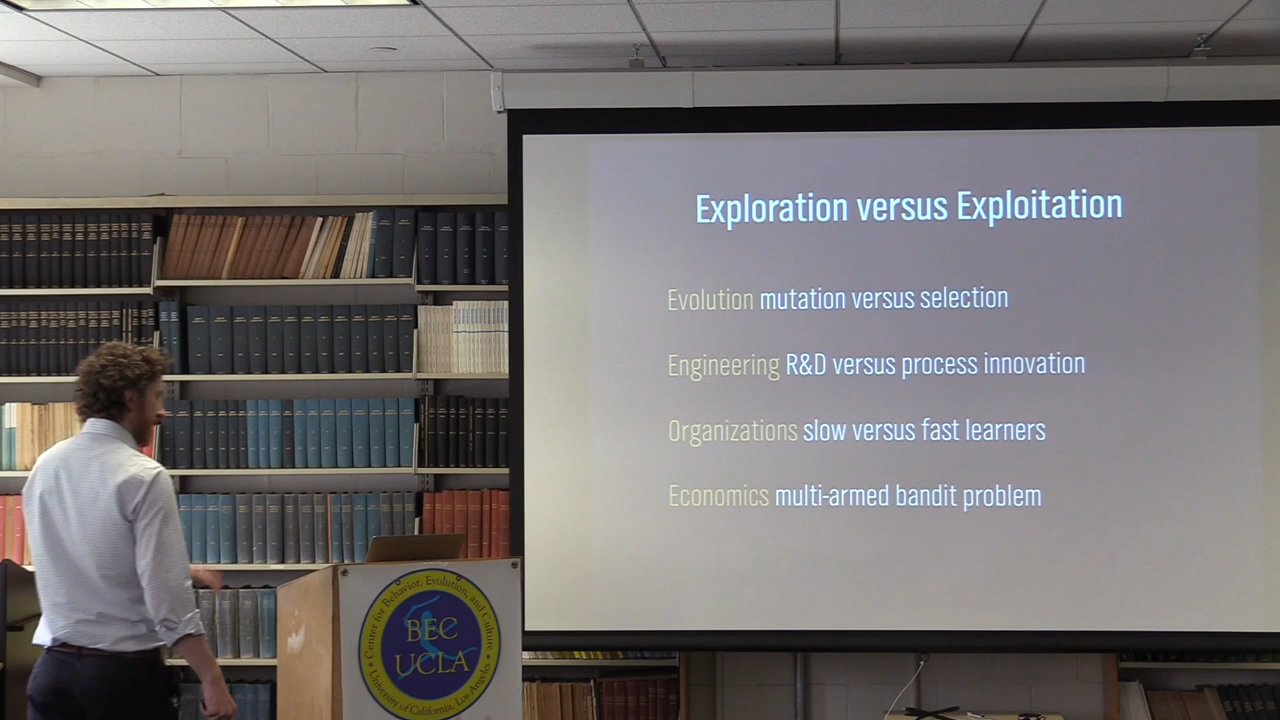 Exploration versus Exploitation
Evolution mutation versus selection
Engineering R&D versus process innovation
Organizations slow versus fast learners
Economics multi-armed bandit problem
Center for Behavior, Evolution, and Culture
BEC
UCLA
University of California, Los Angeles